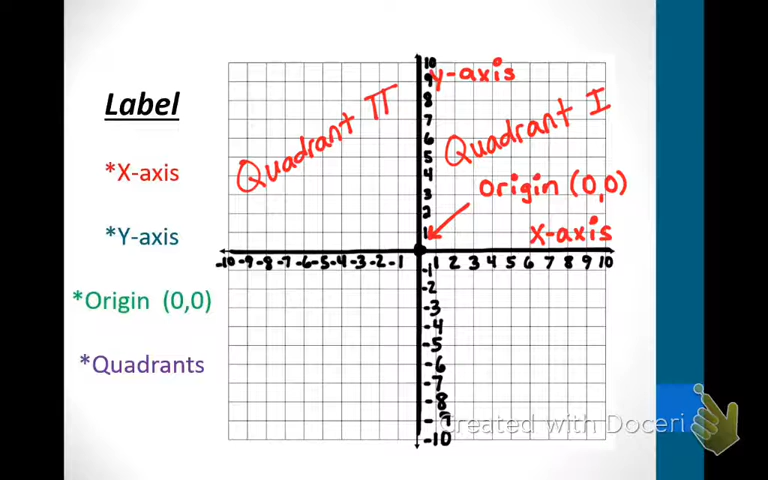 Label
*X-axis
*Y-axis
*Origin (0,0)
*Quadrants
Quadrant II
Y-axis
Quadrant I
Origin (0,0)
X-axis
10
9
8
7
6
5
4
3
2
1
-10 -9 -8 -7 -6 -5 -4 -3 -2 -1 1 2 3 4 5 6 7 8 9 10
-1
-2
-3
-4
-5
-6
-7
-8
-9
-10
Created with Doceri